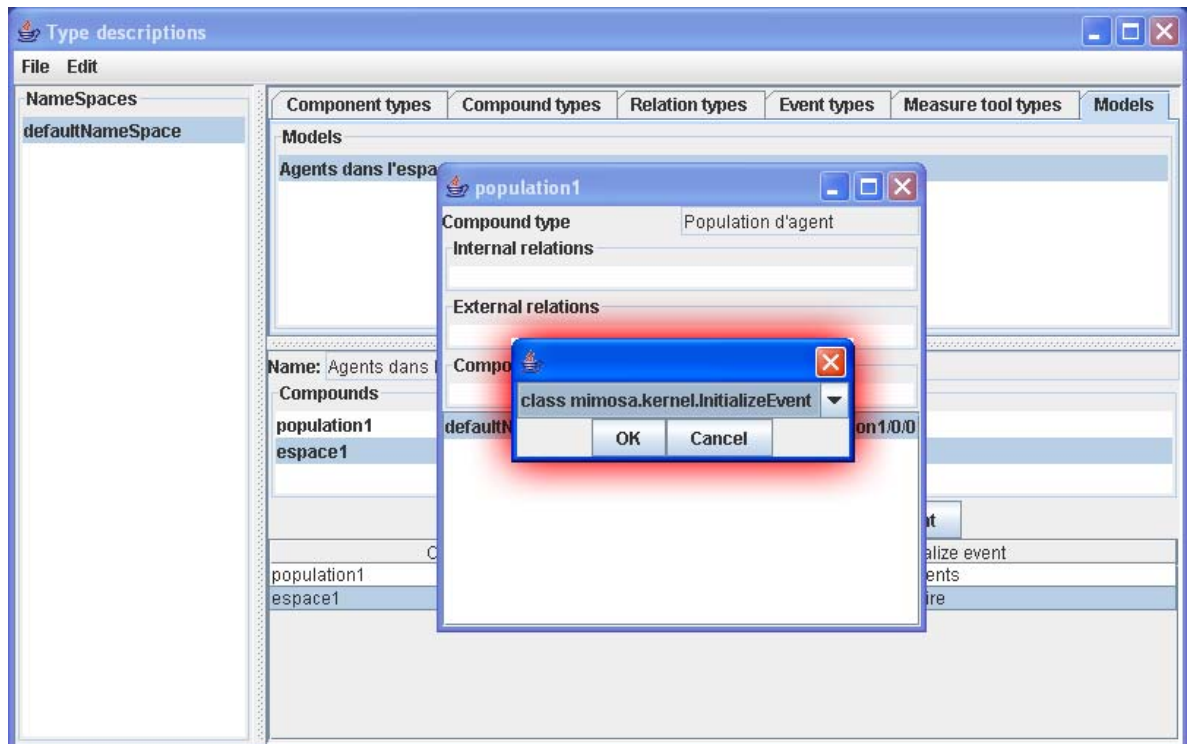 Type descriptions
File Edit
NameSpaces
defaultNameSpace
Component types Compound types Relation types Event types Measure tool types Models
Models
Agents dans l'espa
population1
Compound type Population d'agent
Internal relations
External relations
Name: Agents dans l
Compo
class mimosa.kernel.InitializeEvent
OK Cancel
Compounds
population1
espace1
defaultN on1/0/0
nt
C alize event
population1 ents
espace1 ire